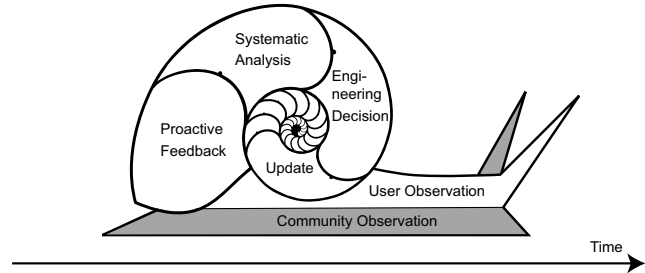 Systematic
Analysis
Engi-
neering
Decision
Proactive
Feedback
Update
User Observation
Community Observation
Time